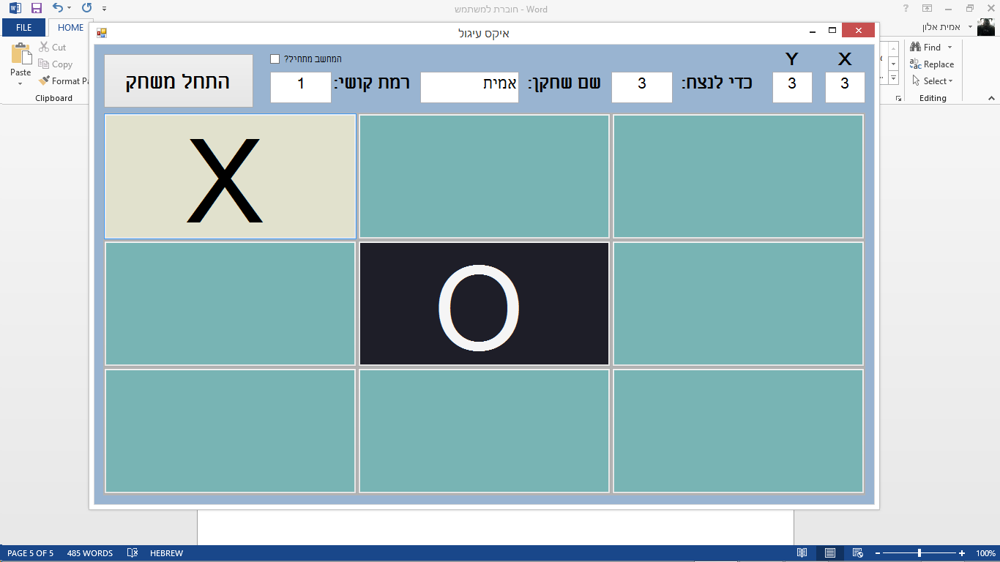 חוברת למשתמש - Word
FILE
HOME
אמית אלון
איקס עיגול
Paste
Cut
Copy
Format Pa
Clipboard
Find
Replace
Select
Editing
התחל משחק
המחשב מתחיל?
Y
X
רמת קושי:
1
שם שחקן:
אמית
כדי לנצח:
3
3
3
X
O
PAGE 5 OF 5
485 WORDS
HEBREW
100%